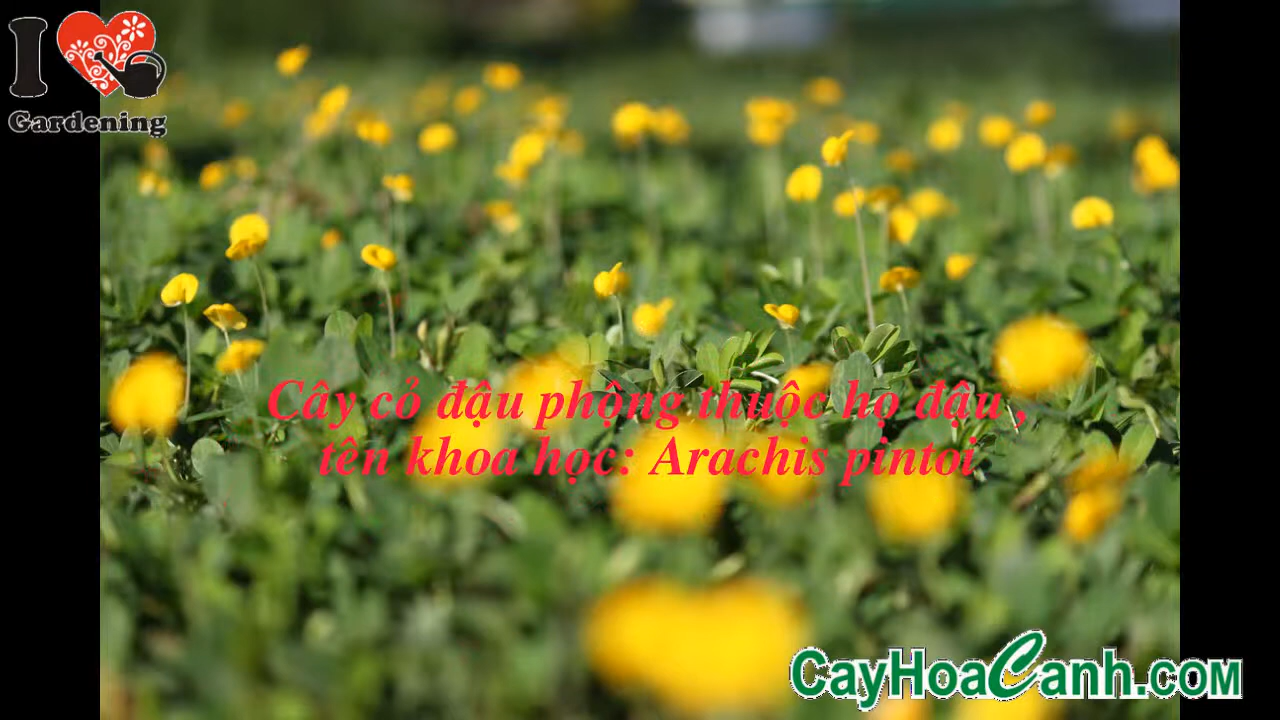 I
Gardening
Cây cỏ đậu phộng thuộc họ đậu ,
tên khoa học: Arachis pintoi
CayHoaCanh.com